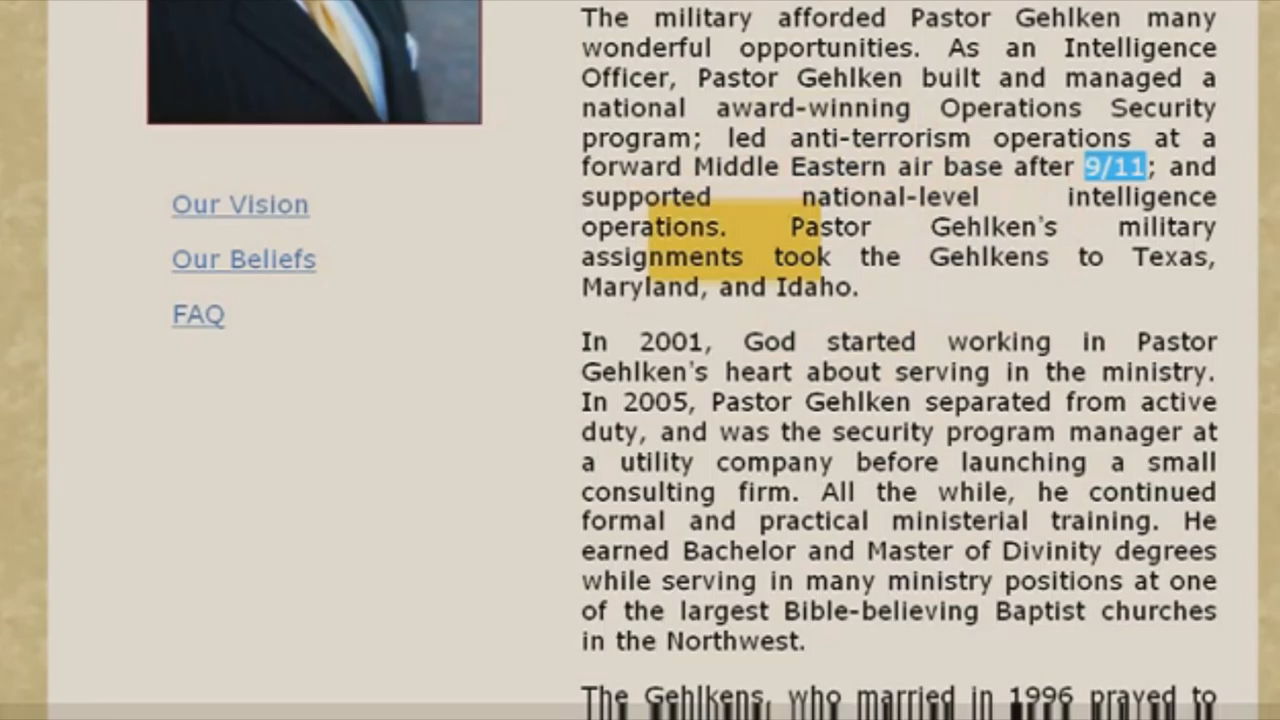 The military afforded Pastor Gehlken many
wonderful opportunities. As an Intelligence
Officer, Pastor Gehlken built and managed a
national award-winning Operations Security
program; led anti-terrorism operations at a
forward Middle Eastern air base after 9/11; and
supported national-level intelligence
operations. Pastor Gehlken's military
assignments took the Gehlkens to Texas,
Maryland, and Idaho.
In 2001, God started working in Pastor
Gehlken's heart about serving in the ministry.
In 2005, Pastor Gehlken separated from active
duty, and was the security program manager at
a utility company before launching a small
consulting firm. All the while, he continued
formal and practical ministerial training. He
earned Bachelor and Master of Divinity degrees
while serving in many ministry positions at one
of the largest Bible-believing Baptist churches
in the Northwest.
The Gehlkens, who married in 1996 prayed to
Our Vision
Our Beliefs
FAQ